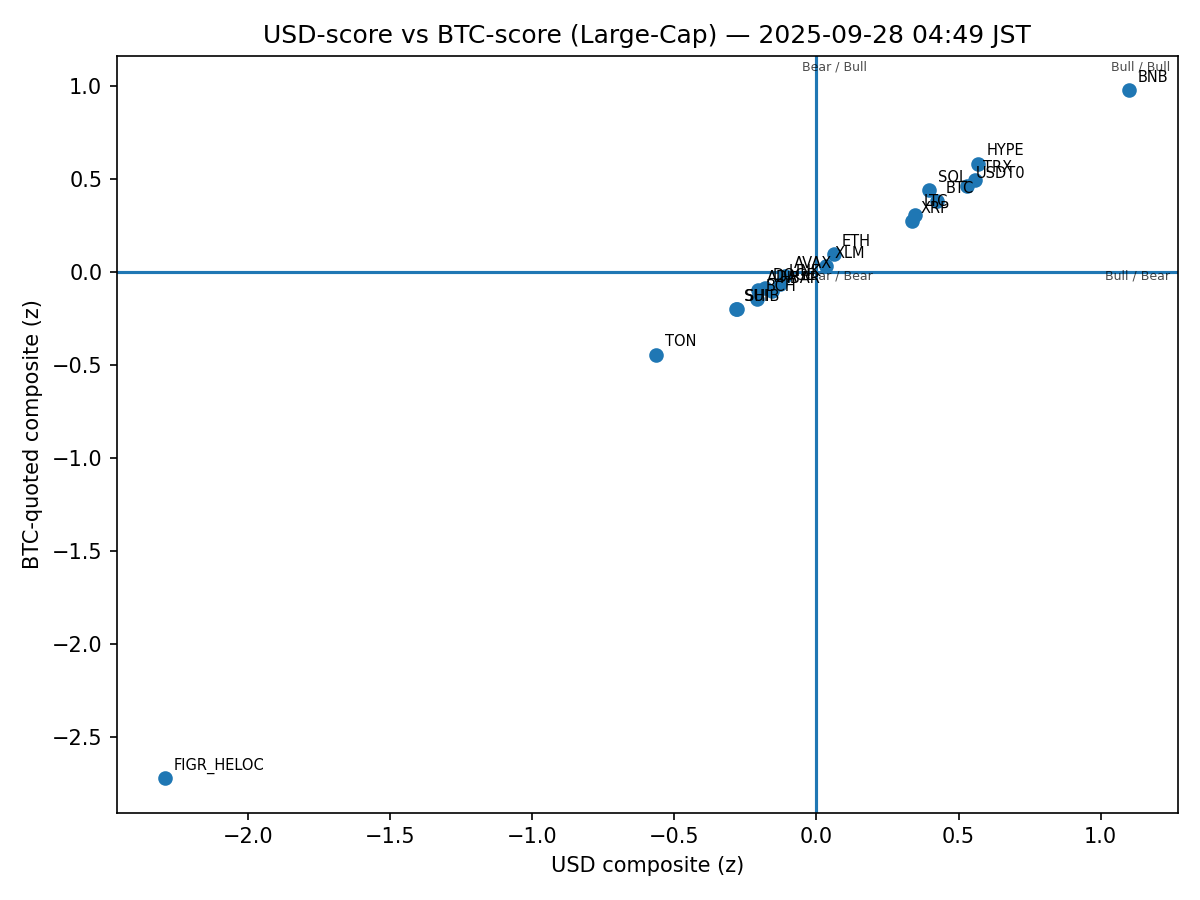 USD-score vs BTC-score (Large-Cap) — 2025-09-28 04:49 JST
Bear / Bull
Bull / Bull
BNB
HYPE
TRX
USDT0
SOL
BTC
XRP
ETH
XLM
AVAX
Bull / Bear
SUI
SHIB
TON
FIGR_HELOC
1.0
0.5
0.0
−0.5
−1.0
−1.5
−2.0
−2.5
−2.0
−1.5
−1.0
−0.5
0.0
0.5
1.0
BTC-quoted composite (z)
USD composite (z)